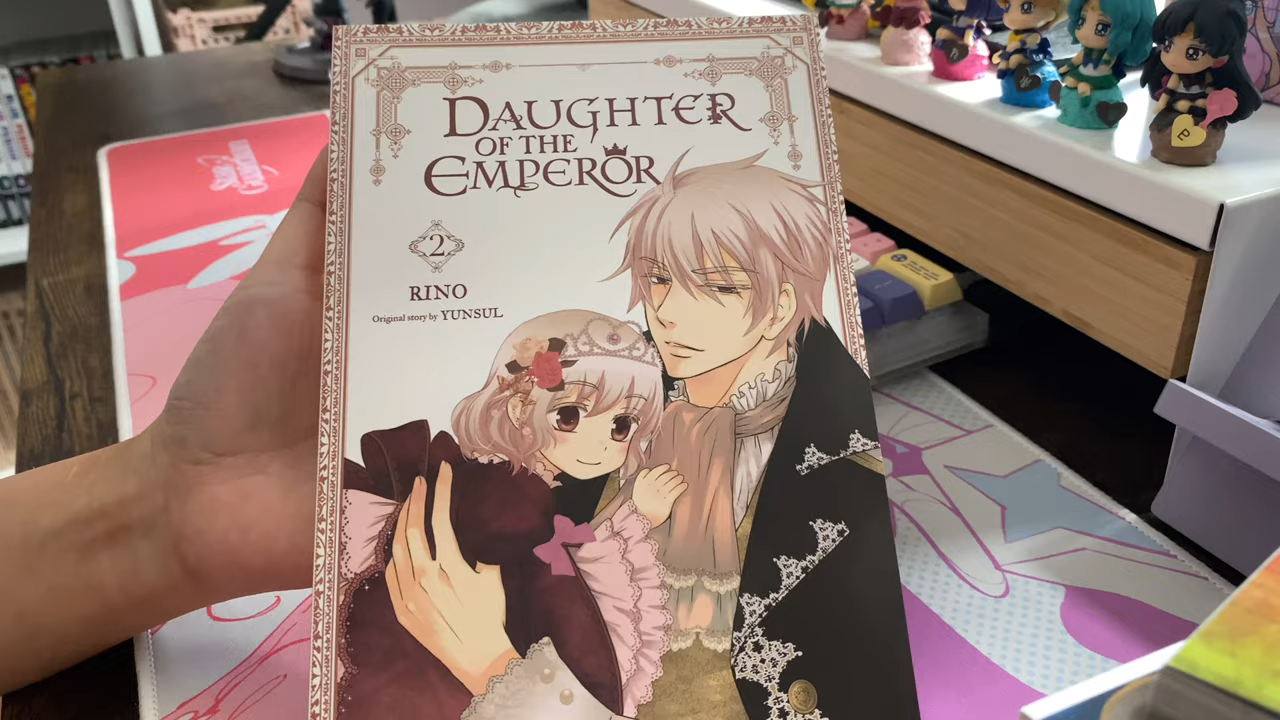 DAUGHTER
OF THE
EMPEROR
2
RINO
Original story by YUNSUL